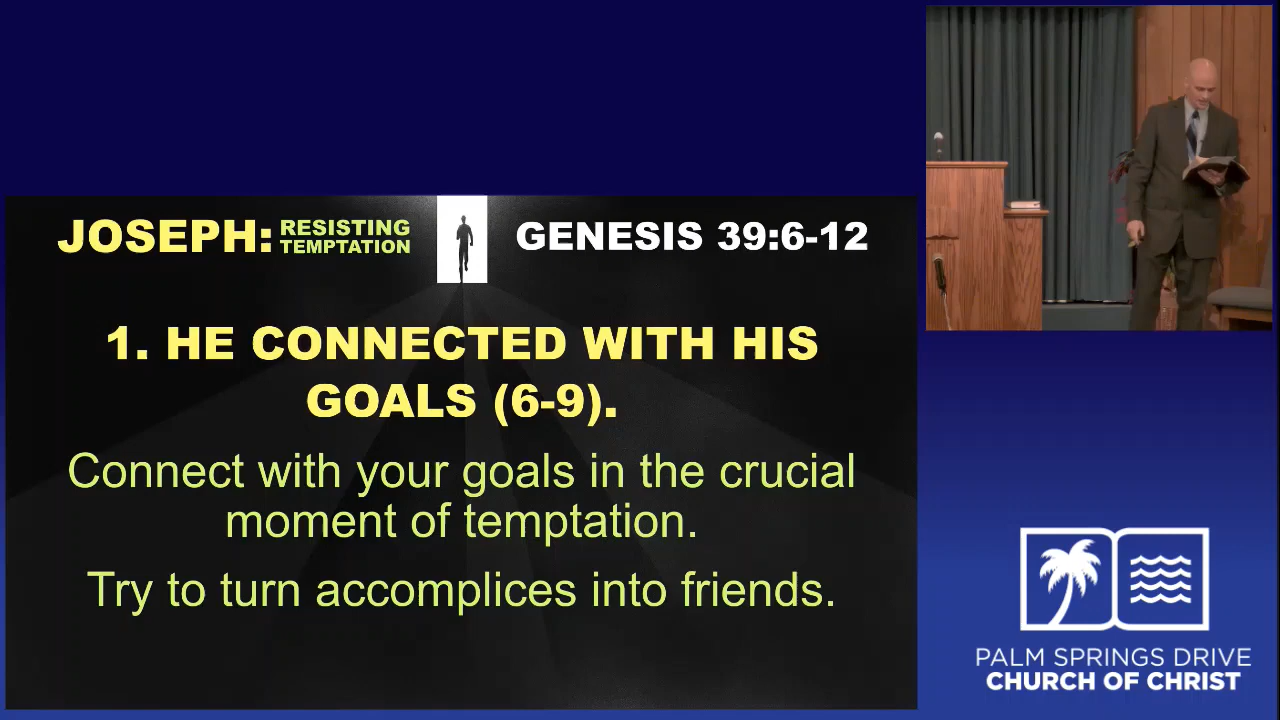 JOSEPH:
RESISTING
TEMPTATION
GENESIS 39:6-12
1. HE CONNECTED WITH HIS
GOALS (6-9).
Connect with your goals in the crucial
moment of temptation.
Try to turn accomplices into friends.
PALM SPRINGS DRIVE
CHURCH OF CHRIST